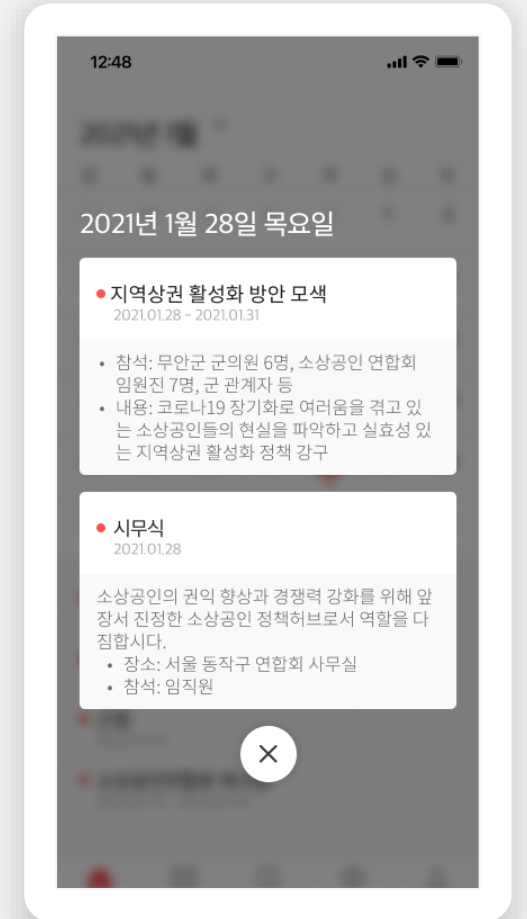 12:48
2021년 1월
2021년 1월 28일 목요일
지역상권 활성화 방안 모색
2021.01.28 - 2021.01.31
• 참석: 무안군 군의원 6명, 소상공인 연합회
임원진 7명, 군 관계자 등
• 내용: 코로나19 장기화로 여러움을 겪고 있
는 소상공인들의 현실을 파악하고 실효성 있
는 지역상권 활성화 정책 강구
시무식
2021.01.28
소상공인의 권익 향상과 경쟁력 강화를 위해 앞
장서 진정한 소상공인 정책허브로서 역할을 다
짐합시다.
• 장소: 서울 동작구 연합회 사무실
• 참석: 임직원